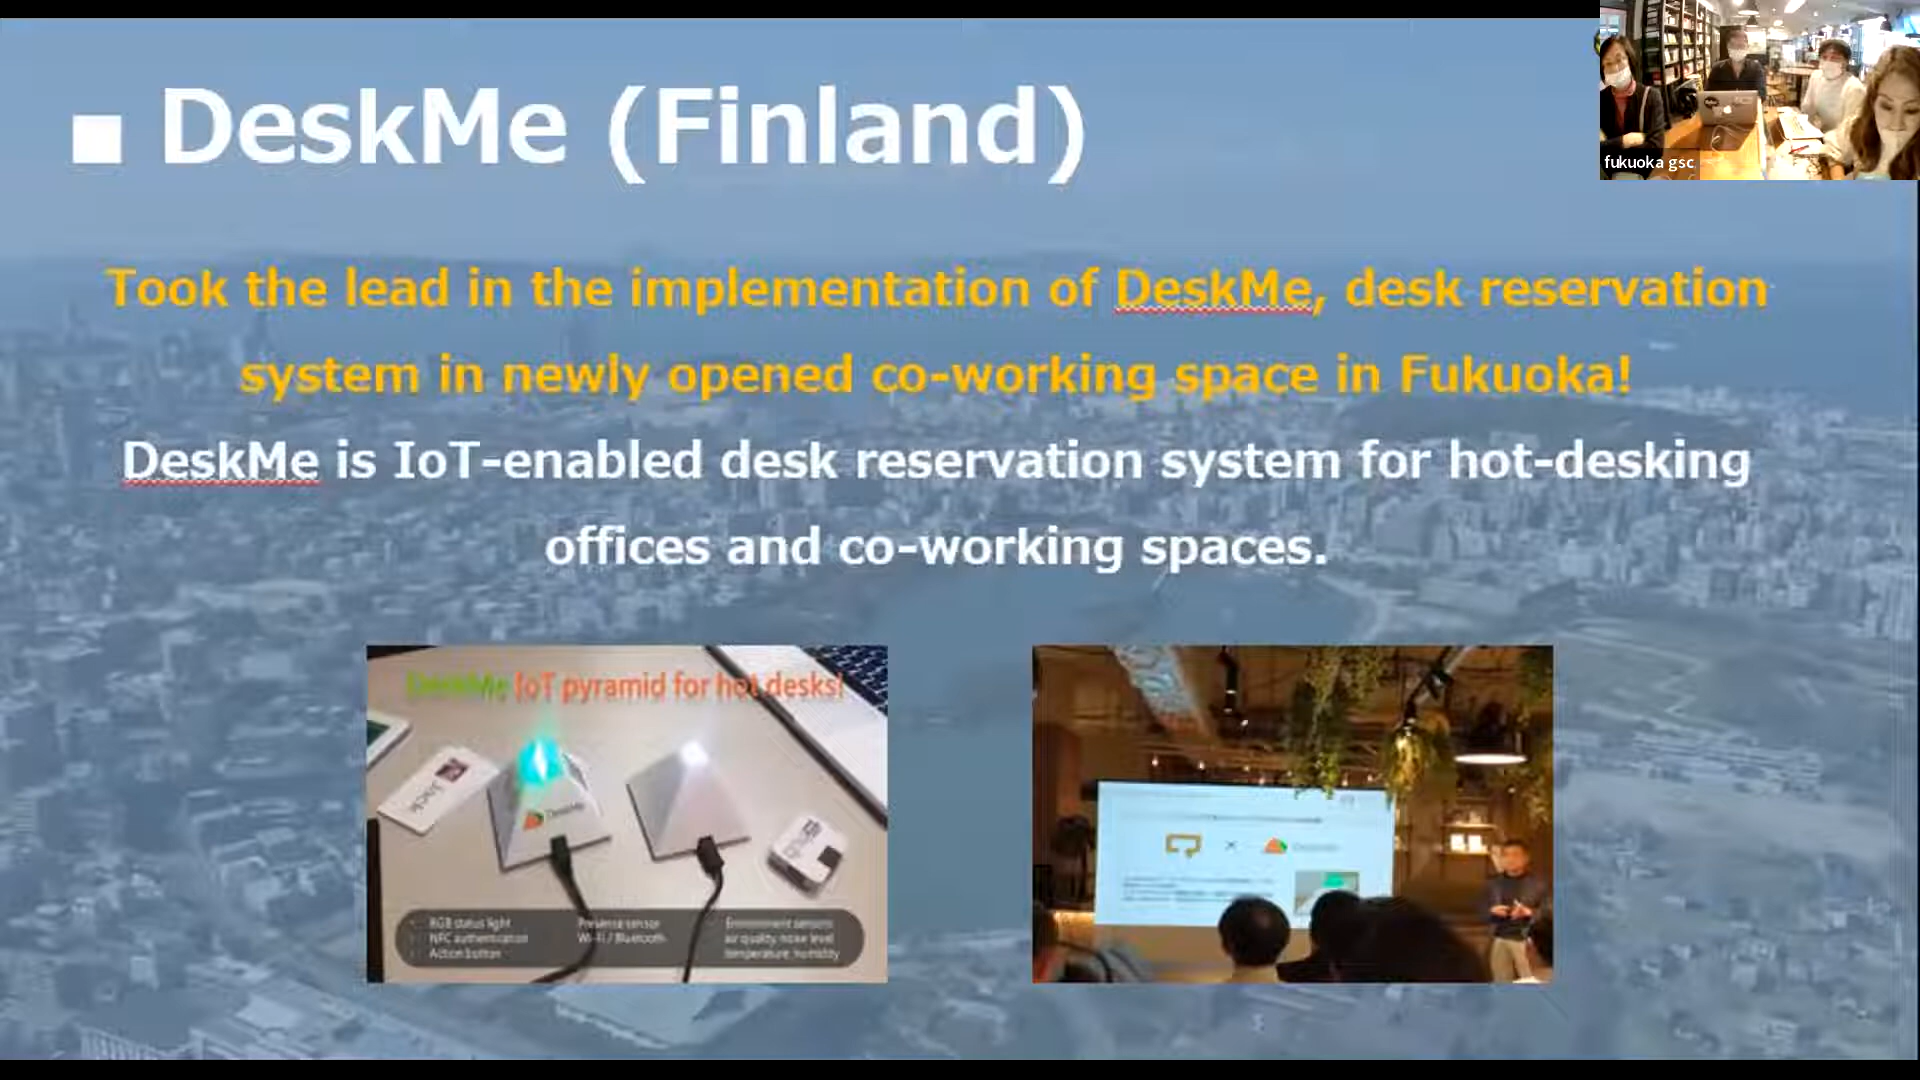 ■ DeskMe (Finland)
fukuoka gsc
Took the lead in the implementation of DeskMe, desk reservation
system in newly opened co-working space in Fukuoka!
DeskMe is IoT-enabled desk reservation system for hot-desking
offices and co-working spaces.
DeskMe IoT pyramid for hot desks!
Jack
DeskMe
RGB status light
NFC authentication
Action button
Presence sensor
Wi-Fi / Bluetooth
Environment sensors
air quality, noise level
temperature, humidity
×